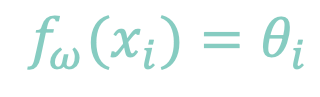 f_ω(x_i) = θ_i